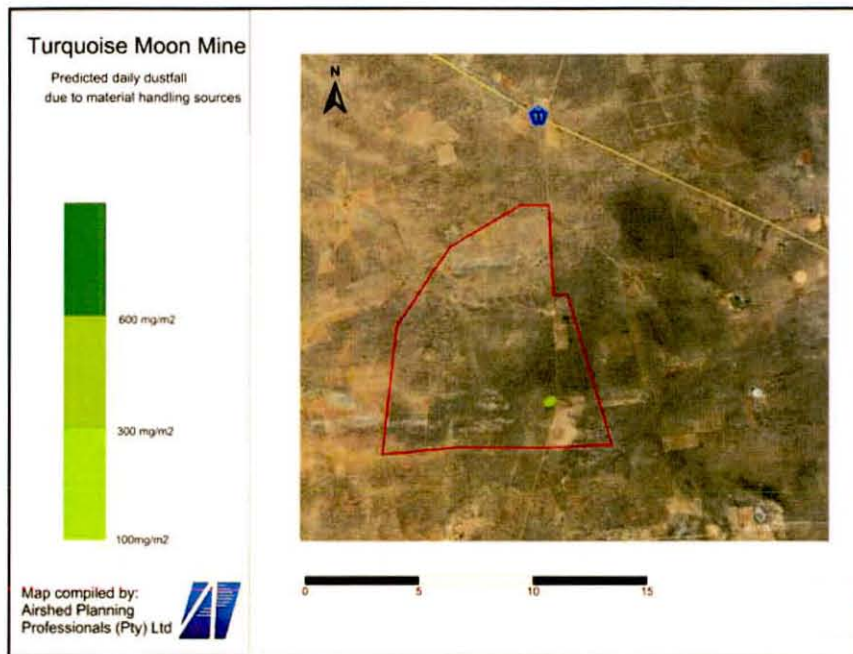 Turquoise Moon Mine
Predicted daily dustfall
due to material handling sources
N
11
600 mg/m2
300 mg/m2
100mg/m2
0 5 10 15
Map compiled by:
Airshed Planning
Professionals (Pty) Ltd